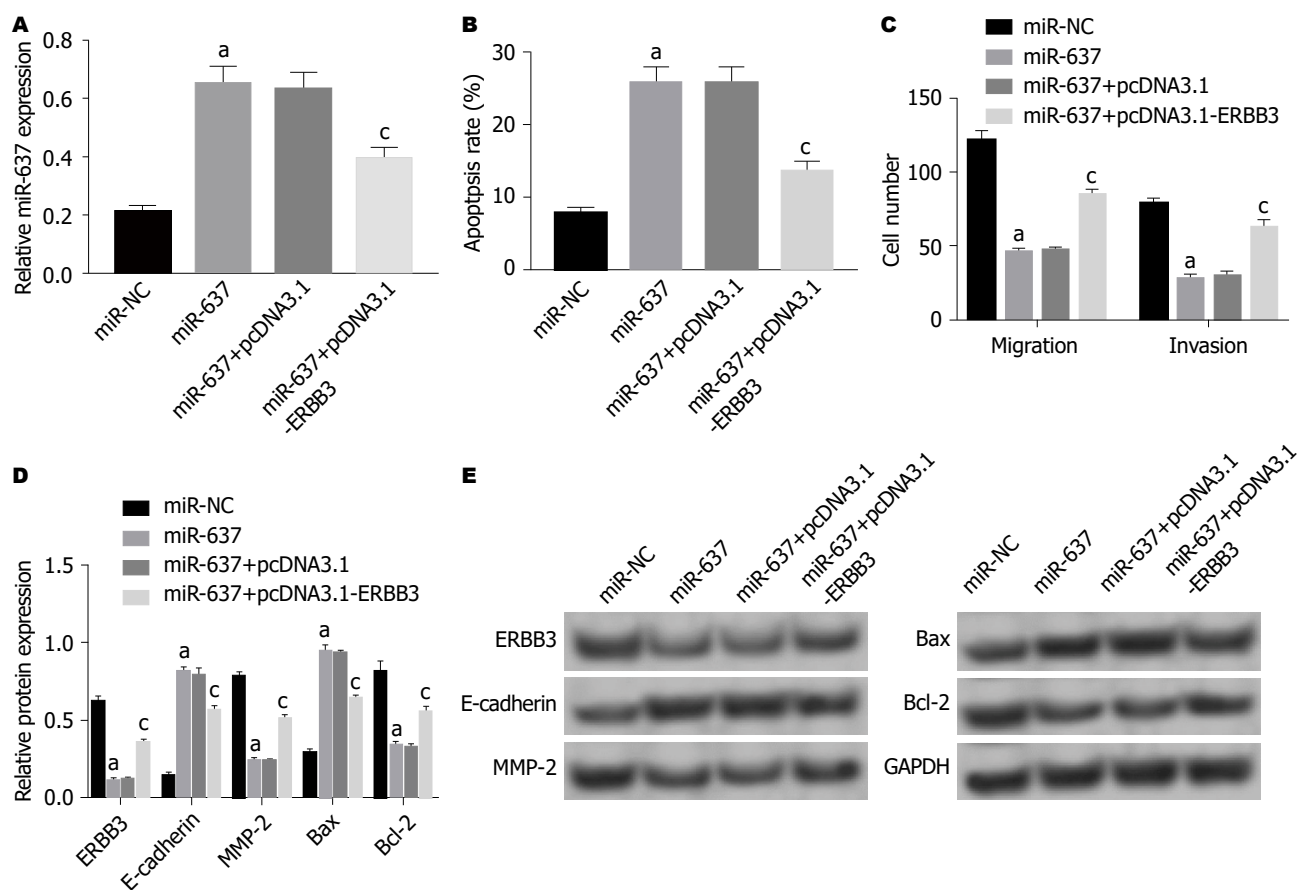 A
Relative miR-637 expression
0.8
0.6
0.4
0.2
0.0
a
c
miR-NC
miR-637
miR-637+pcDNA3.1
miR-637+pcDNA3.1
-ERBB3
B
Apoptpsis rate (%)
30
20
10
0
a
c
miR-NC
miR-637
miR-637+pcDNA3.1
miR-637+pcDNA3.1
-ERBB3
C
miR-NC
miR-637
miR-637+pcDNA3.1
miR-637+pcDNA3.1-ERBB3
Cell number
150
100
50
0
a
c
a
c
Migration
Invasion
D
miR-NC
miR-637
miR-637+pcDNA3.1
miR-637+pcDNA3.1-ERBB3
Relative protein expression
1.5
1.0
0.5
0.0
a
c
a
c
a
c
a
c
a
c
ERBB3
E-cadherin
MMP-2
Bax
Bcl-2
E
miR-NC
miR-637
miR-637+pcDNA3.1
miR-637+pcDNA3.1
-ERBB3
ERBB3
E-cadherin
MMP-2
miR-NC
miR-637
miR-637+pcDNA3.1
miR-637+pcDNA3.1
-ERBB3
Bax
Bcl-2
GAPDH